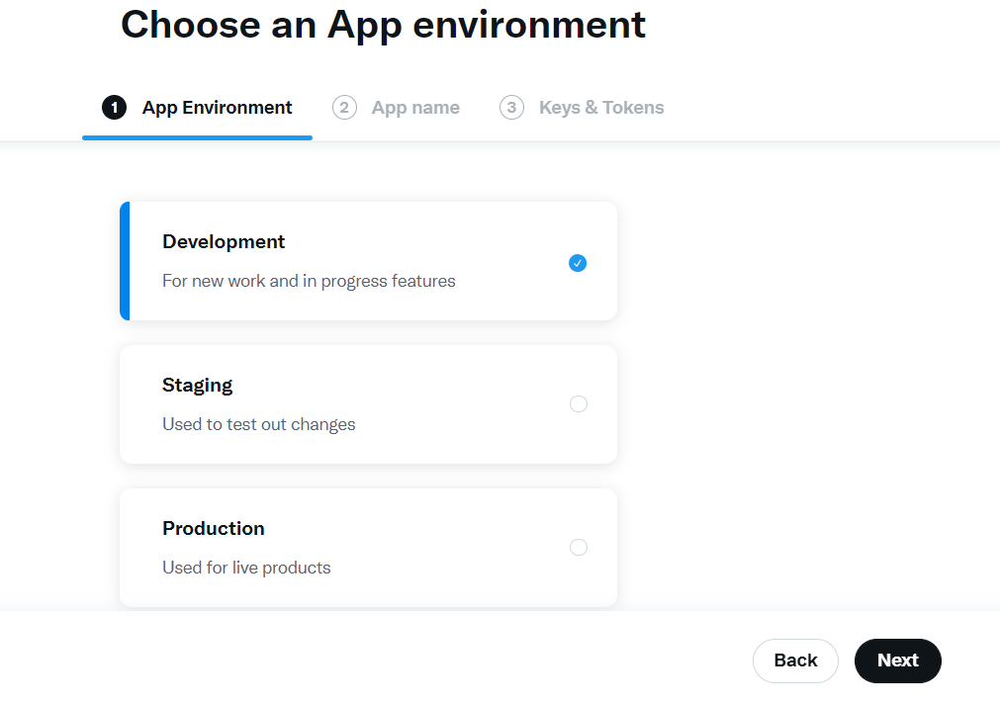 Choose an App environment
1 App Environment 2 App name 3 Keys & Tokens
Development
For new work and in progress features
Staging
Used to test out changes
Production
Used for live products
Back Next